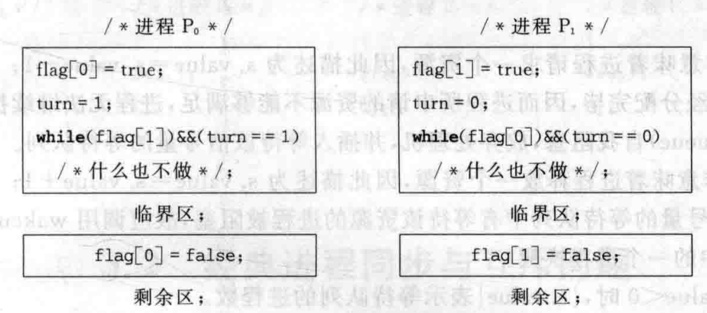 /*进程 P₀*/
flag[0]=true;
turn=1;
while(flag[1])&&(turn==1)
/*什么也不做*/;
临界区;
flag[0]=false;
剩余区;
/*进程 P₁*/
flag[1]=true;
turn=0;
while(flag[0])&&(turn==0)
/*什么也不做*/;
临界区;
flag[1]=false;
剩余区;